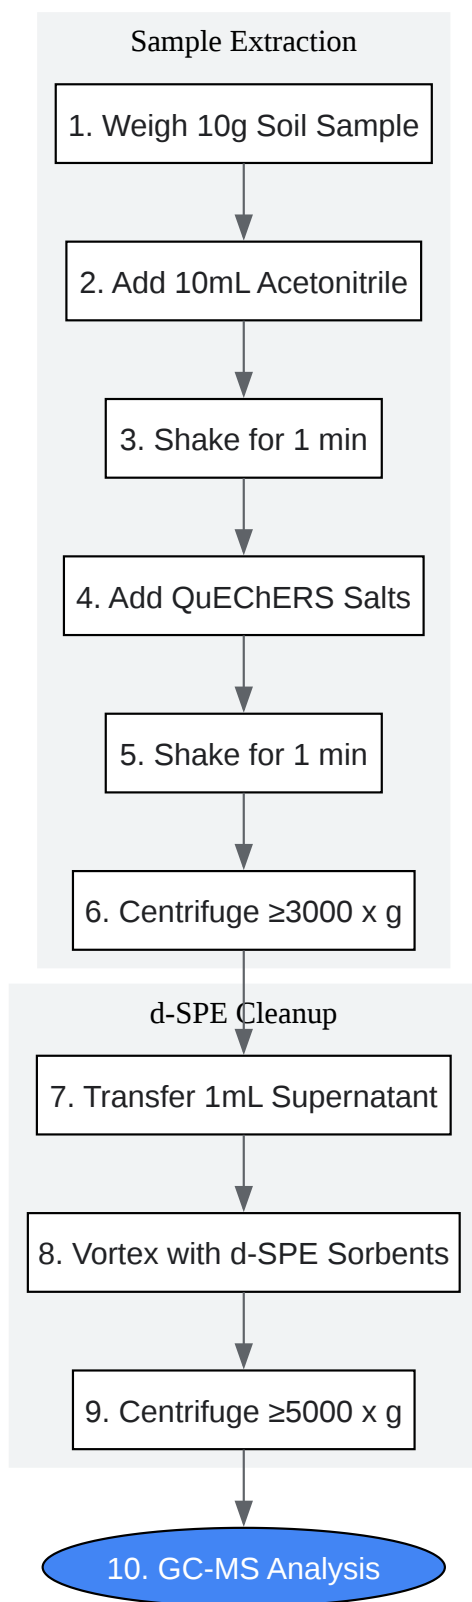 Sample Extraction
1. Weigh 10g Soil Sample
2. Add 10mL Acetonitrile
3. Shake for 1 min
4. Add QuEChERS Salts
5. Shake for 1 min
6. Centrifuge ≥3000 x g
d-SPE Cleanup
7. Transfer 1mL Supernatant
8. Vortex with d-SPE Sorbents
9. Centrifuge ≥5000 x g
10. GC-MS Analysis